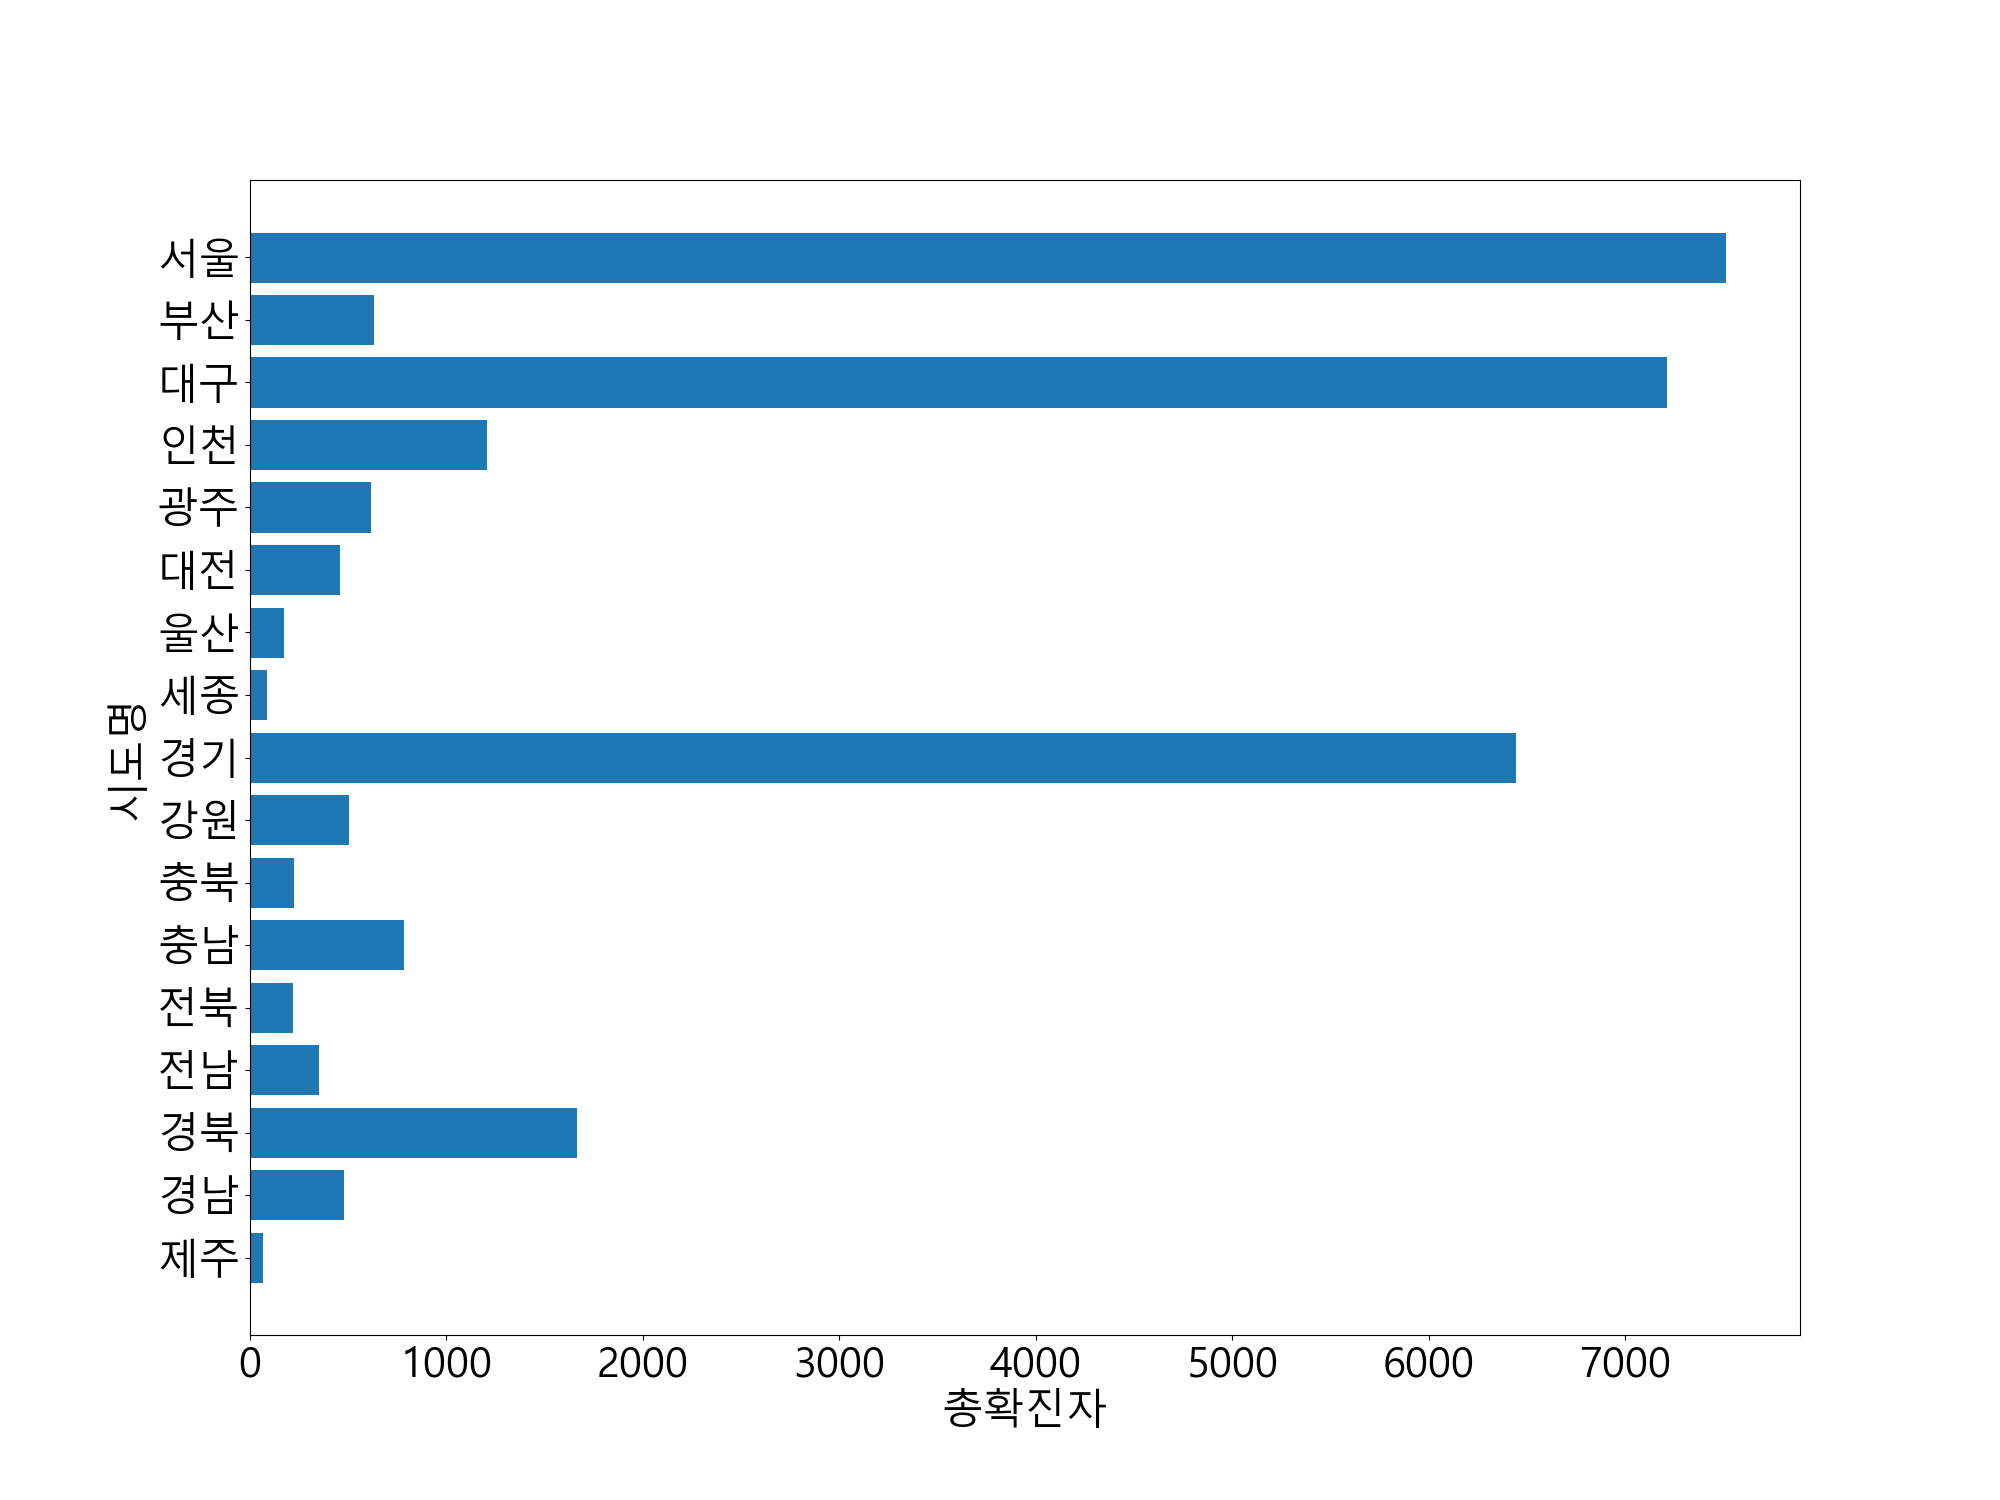 서울
부산
대구
인천
광주
대전
울산
세종
경기
강원
충북
충남
전북
전남
경북
경남
제주
시도명
0 1000 2000 3000 4000 5000 6000 7000
총확진자